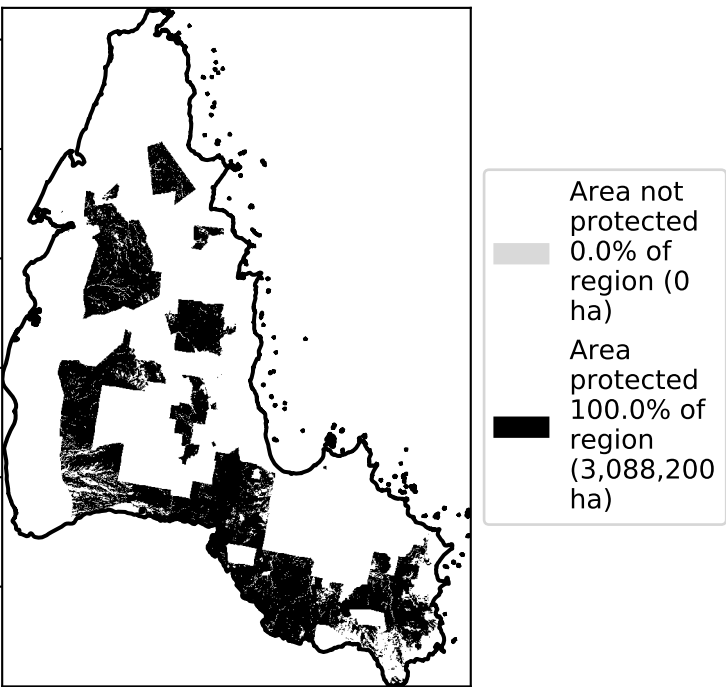 Area not
protected
0.0% of
region (0
ha)
Area
protected
100.0% of
region
(3,088,200
ha)